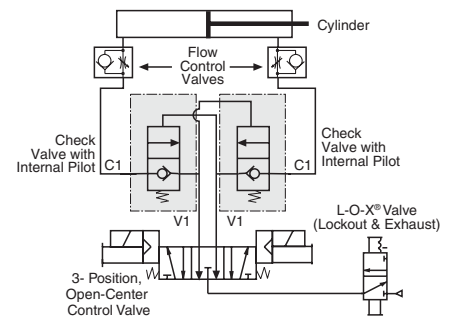 Cylinder
Flow
Control
Valves
Check
Valve with
Internal Pilot
C1
Check
Valve with
Internal Pilot
C1
V1
V1
L-O-X® Valve
(Lockout & Exhaust)
3- Position,
Open-Center
Control Valve